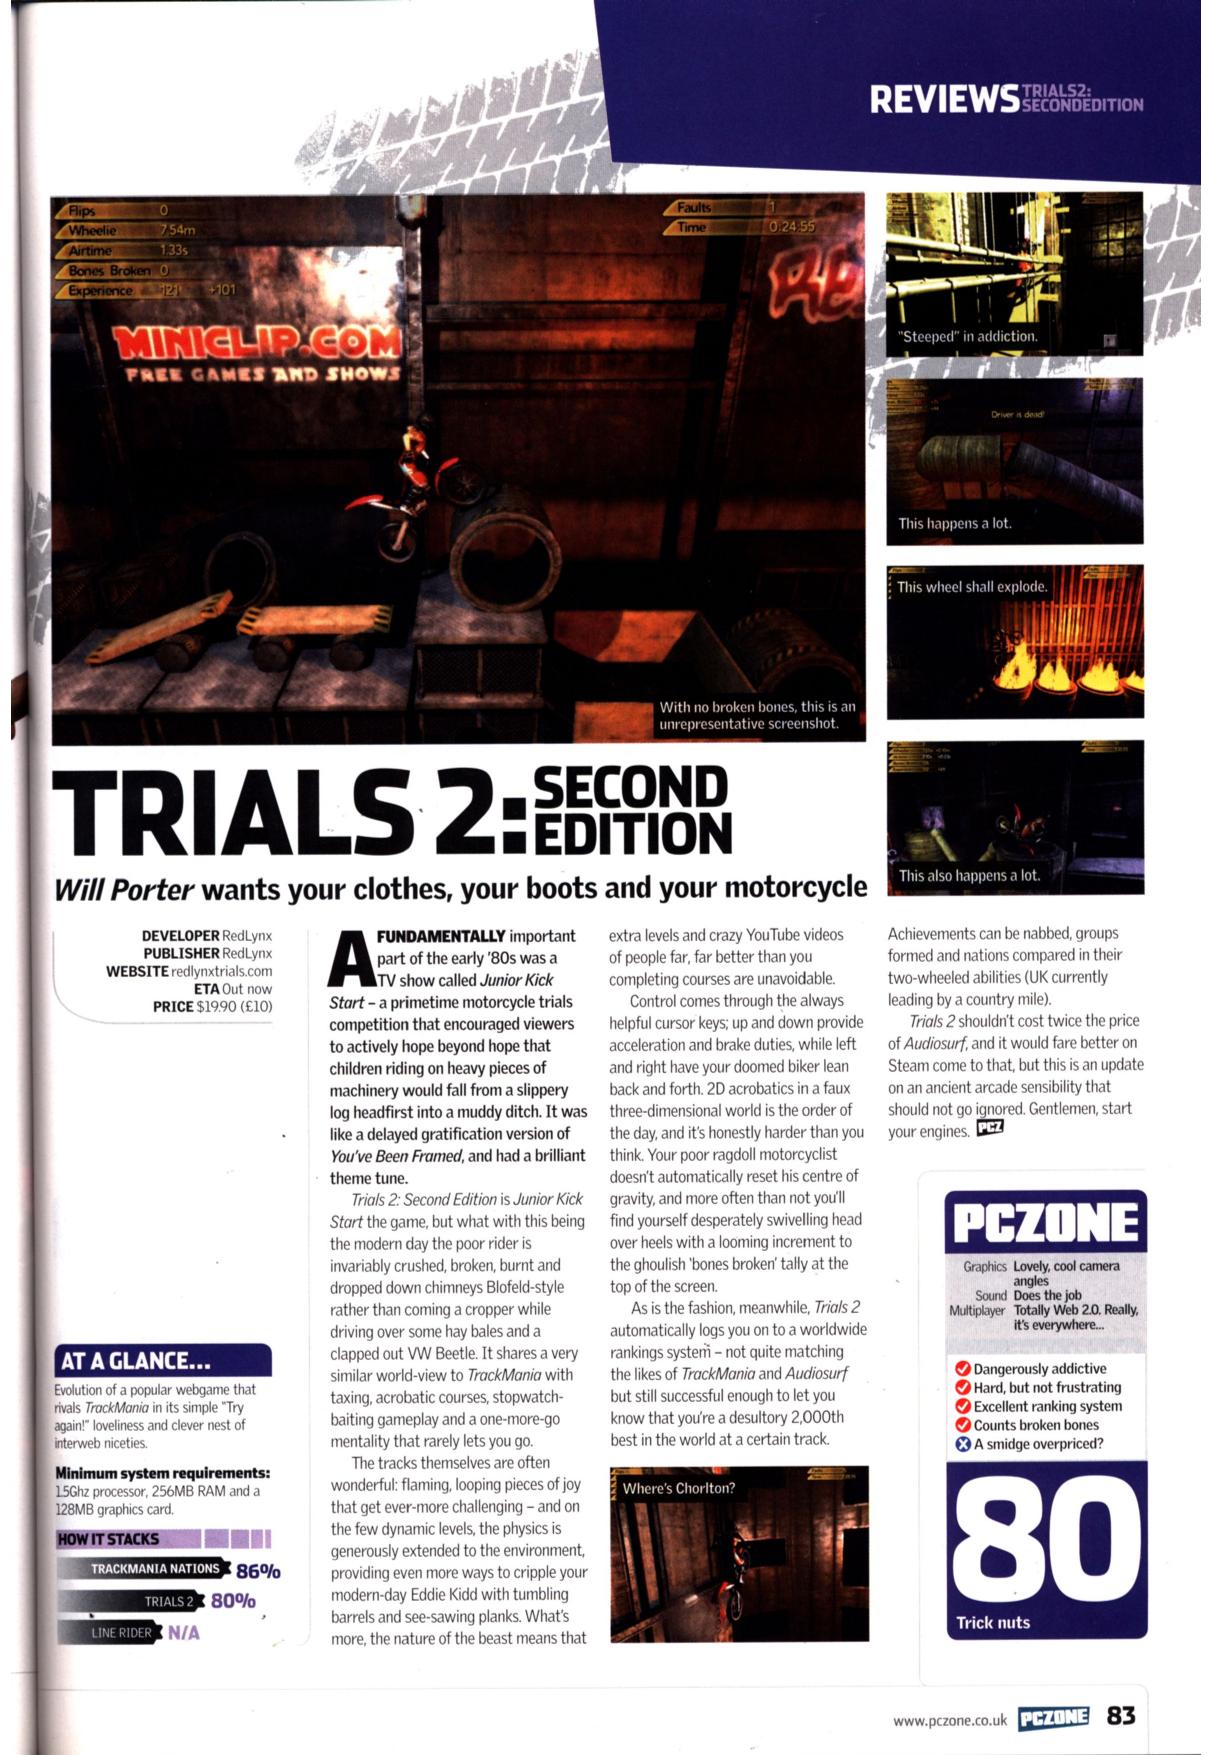 REVIEWS TRIALS2:
SECONDEDITION
Flips 0
Wheelie 7.54m
Airtime 1.33s
Bones Broken 0
Experience 121 +101
Faults 1
Time 0:24:55
MINICLIP.COM
FREE GAMES AND SHOWS
RE
With no broken bones, this is an
unrepresentative screenshot.
"Steeped" in addiction.
Driver is dead!
This happens a lot.
This wheel shall explode.
This also happens a lot.
TRIALS 2: SECOND
EDITION
Will Porter wants your clothes, your boots and your motorcycle
DEVELOPER RedLynx
PUBLISHER RedLynx
WEBSITE redlynxtrials.com
ETA Out now
PRICE $19.90 (£10)
AT A GLANCE...
Evolution of a popular webgame that
rivals TrackMania in its simple "Try
again!" loveliness and clever nest of
interweb niceties.
Minimum system requirements:
1.5Ghz processor, 256MB RAM and a
128MB graphics card.
HOW IT STACKS
TRACKMANIA NATIONS 86%
TRIALS 2 80%
LINE RIDER N/A
A FUNDAMENTALLY important
part of the early '80s was a
TV show called Junior Kick
Start – a primetime motorcycle trials
competition that encouraged viewers
to actively hope beyond hope that
children riding on heavy pieces of
machinery would fall from a slippery
log headfirst into a muddy ditch. It was
like a delayed gratification version of
You've Been Framed, and had a brilliant
theme tune.
Trials 2: Second Edition is Junior Kick
Start the game, but what with this being
the modern day the poor rider is
invariably crushed, broken, burnt and
dropped down chimneys Blofeld-style
rather than coming a cropper while
driving over some hay bales and a
clapped out VW Beetle. It shares a very
similar world-view to TrackMania with
taxing, acrobatic courses, stopwatch-
baiting gameplay and a one-more-go
mentality that rarely lets you go.
The tracks themselves are often
wonderful: flaming, looping pieces of joy
that get ever-more challenging – and on
the few dynamic levels, the physics is
generously extended to the environment,
providing even more ways to cripple your
modern-day Eddie Kidd with tumbling
barrels and see-sawing planks. What's
more, the nature of the beast means that
extra levels and crazy YouTube videos
of people far, far better than you
completing courses are unavoidable.
Control comes through the always
helpful cursor keys; up and down provide
acceleration and brake duties, while left
and right have your doomed biker lean
back and forth. 2D acrobatics in a faux
three-dimensional world is the order of
the day, and it's honestly harder than you
think. Your poor ragdoll motorcyclist
doesn't automatically reset his centre of
gravity, and more often than not you'll
find yourself desperately swivelling head
over heels with a looming increment to
the ghoulish 'bones broken' tally at the
top of the screen.
As is the fashion, meanwhile, Trials 2
automatically logs you on to a worldwide
rankings system – not quite matching
the likes of TrackMania and Audiosurf
but still successful enough to let you
know that you're a desultory 2,000th
best in the world at a certain track.
Where's Chorlton?
Achievements can be nabbed, groups
formed and nations compared in their
two-wheeled abilities (UK currently
leading by a country mile).
Trials 2 shouldn't cost twice the price
of Audiosurf, and it would fare better on
Steam come to that, but this is an update
on an ancient arcade sensibility that
should not go ignored. Gentlemen, start
your engines. PCZ
PCZONE
Graphics Lovely, cool camera
angles
Sound Does the job
Multiplayer Totally Web 2.0. Really,
it's everywhere...
Dangerously addictive
Hard, but not frustrating
Excellent ranking system
Counts broken bones
A smidge overpriced?
80
Trick nuts
www.pczone.co.uk PCZONE 83